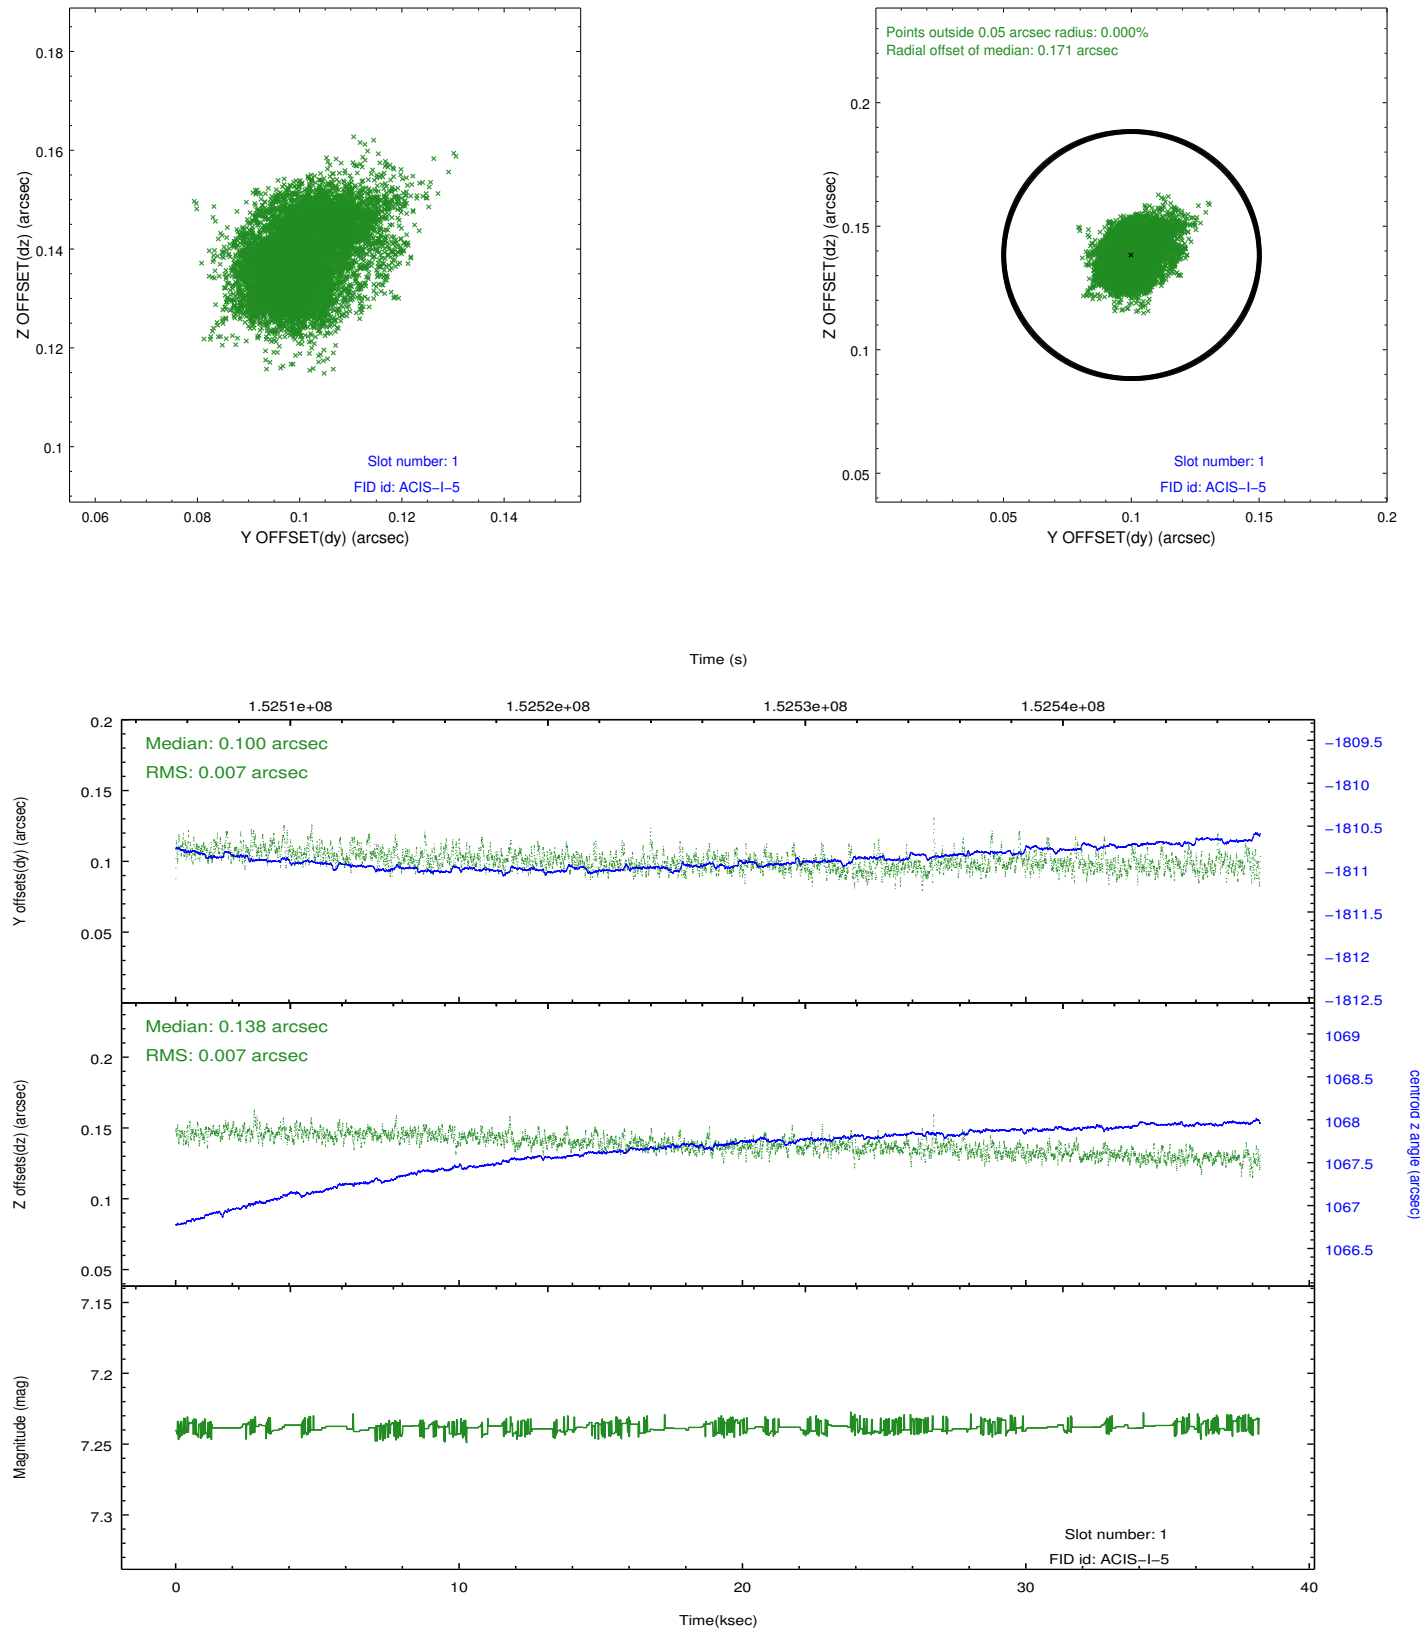 0.18
0.16
0.14
0.12
0.1
Z OFFSET(dz) (arcsec)
Slot number: 1
FID id: ACIS−I−5
0.06 0.08 0.1 0.12 0.14
Y OFFSET(dy) (arcsec)
Points outside 0.05 arcsec radius: 0.000%
Radial offset of median: 0.171 arcsec
0.2
0.15
0.1
0.05
Z OFFSET(dz) (arcsec)
Slot number: 1
FID id: ACIS−I−5
0.05 0.1 0.15 0.2
Y OFFSET(dy) (arcsec)
Time (s)
1.5251e+08 1.5252e+08 1.5253e+08 1.5254e+08
0.2
0.15
0.1
0.05
Y offsets(dy) (arcsec)
Median: 0.100 arcsec
RMS: 0.007 arcsec
−1809.5
−1810
−1810.5
−1811
−1811.5
−1812
−1812.5
0.2
0.15
0.1
0.05
Z offsets(dz) (arcsec)
Median: 0.138 arcsec
RMS: 0.007 arcsec
1069
1068.5
1068
1067.5
1067
1066.5
centroid z angle (arcsec)
7.15
7.2
7.25
7.3
Magnitude (mag)
Slot number: 1
FID id: ACIS−I−5
0 10 20 30 40
Time(ksec)